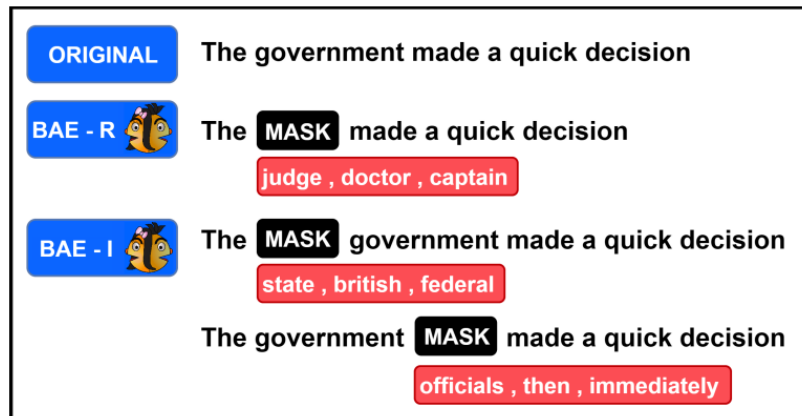 ORIGINAL The government made a quick decision
BAE - R The MASK made a quick decision
judge , doctor , captain
BAE - I The MASK government made a quick decision
state , british , federal
The government MASK made a quick decision
officials , then , immediately